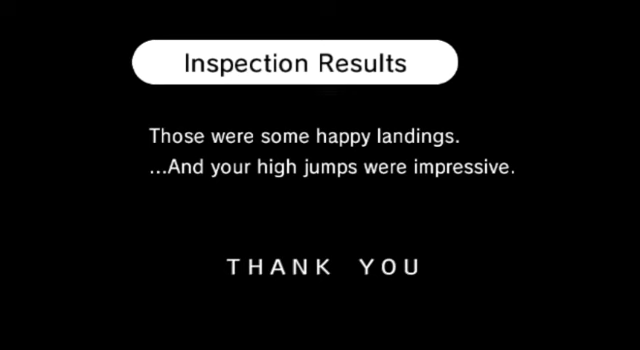 Inspection Results
Those were some happy landings.
...And your high jumps were impressive.
THANK YOU